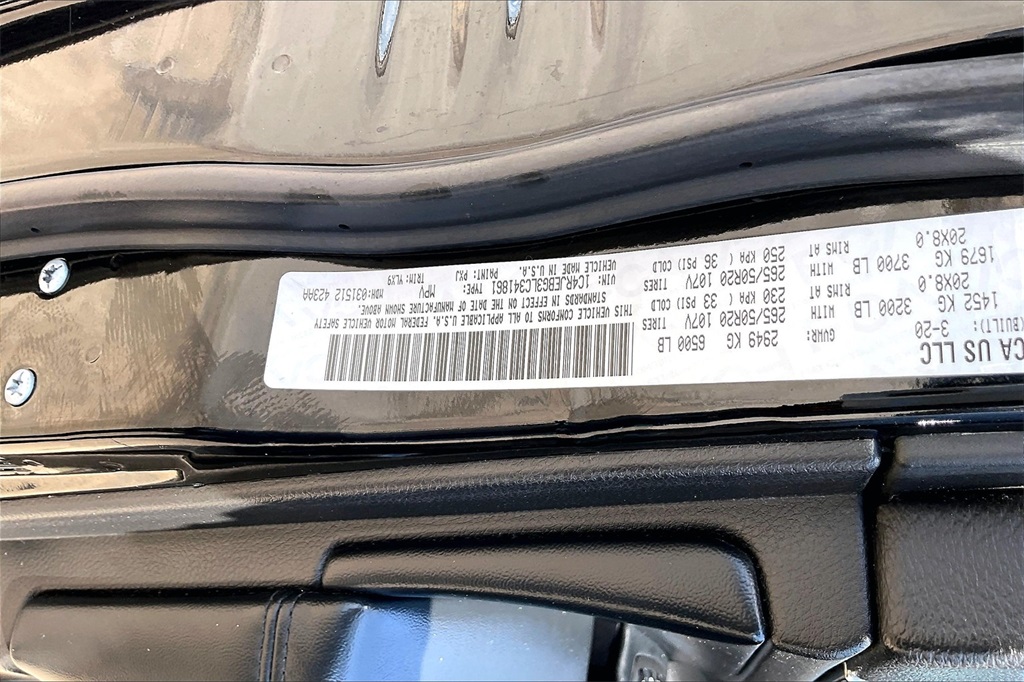 CA US LLC
(BUILT): 3-20 GVWR: 2949 KG 6500 LB
1452 KG 3200 LB WITH 265/50R20 107V TIRES
20X8.0 RIMS AT 230 KPA( 33 PSI) COLD
1679 KG 3700 LB WITH 265/50R20 107V TIRES
20X8.0 RIMS AT 250 KPA( 36 PSI) COLD
THIS VEHICLE CONFORMS TO ALL APPLICABLE U.S.A. FEDERAL MOTOR VEHICLE SAFETY
STANDARDS IN EFFECT ON THE DATE OF MANUFACTURE SHOWN ABOVE.
VIN: 1C4RJEBG3LC341861 TYPE: MPV MDH:031512 423AA
VEHICLE MADE IN U.S.A. PAINT: PXJ TRIM: YLX9